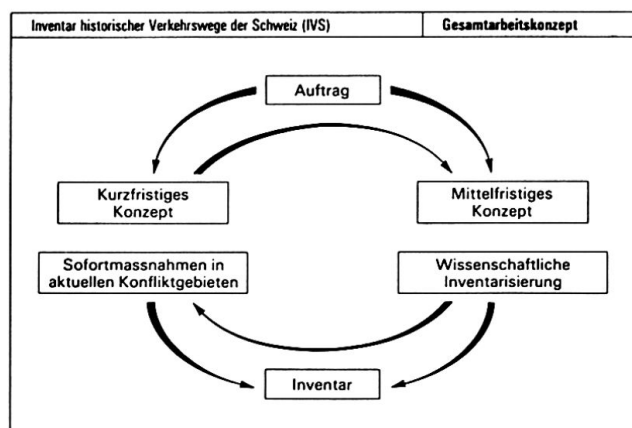 Inventar historischer Verkehrswege der Schweiz (IVS)
Gesamtarbeitskonzept
Auftrag
Kurzfristiges
Konzept
Mittelfristiges
Konzept
Sofortmassnahmen in
aktuellen Konfliktgebieten
Wissenschaftliche
Inventarisierung
Inventar